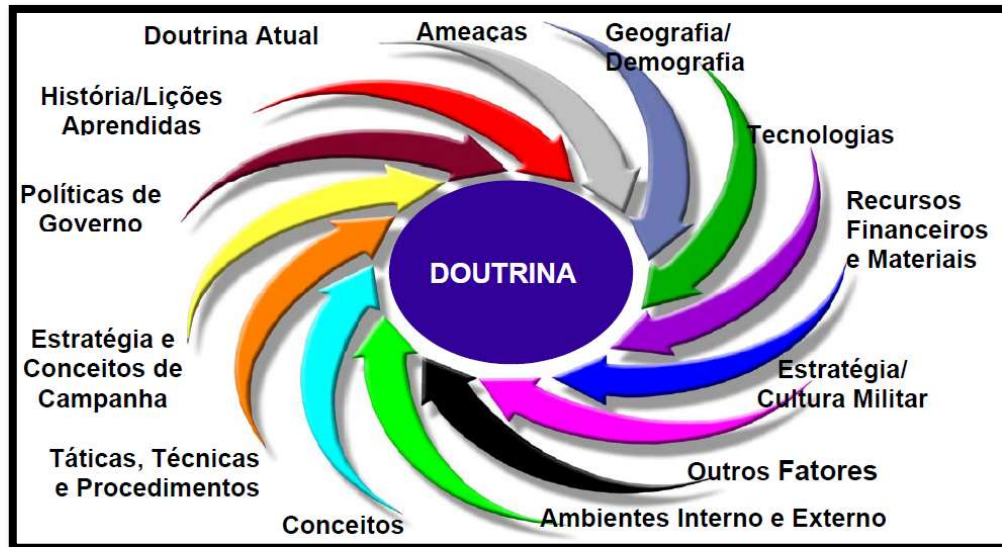 Doutrina Atual
Ameaças
Geografia/
Demografia
História/Lições
Aprendidas
Tecnologias
Políticas de
Governo
Recursos
Financeiros
e Materiais
DOUTRINA
Estratégia e
Conceitos de
Campanha
Estratégia/
Cultura Militar
Táticas, Técnicas
e Procedimentos
Outros Fatores
Conceitos
Ambientes Interno e Externo